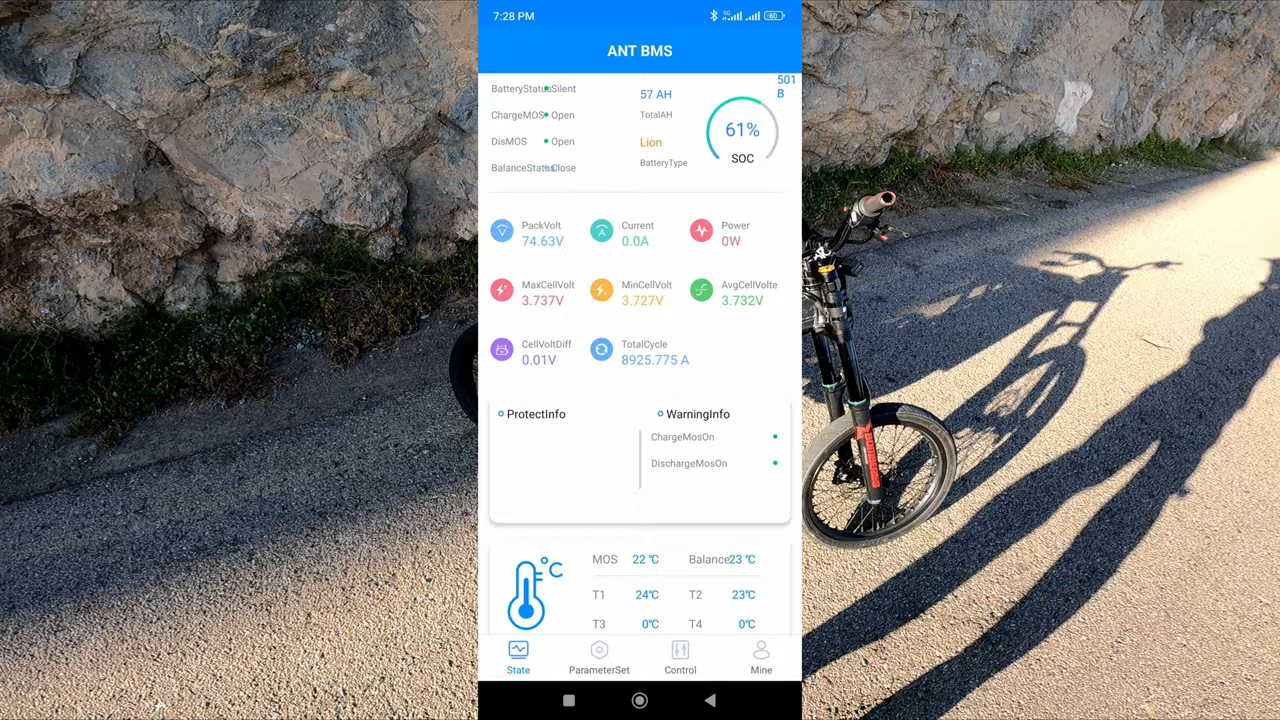 7:28 PM
5G
60
ANT BMS
501
B
BatteryStatus Silent
57 AH
ChargeMOS Open
TotalAH
61%
DisMOS Open
Lion
SOC
BatteryType
BalanceStatus Close
PackVolt
74.63V
Current
0.0A
Power
0W
MaxCellVolt
3.737V
MinCellVolt
3.727V
AvgCellVolte
3.732V
CellVoltDiff
0.01V
TotalCycle
8925.775 A
ProtectInfo
WarningInfo
ChargeMosOn
DischargeMosOn
°C
MOS 22 ℃ Balance 23 ℃
T1 24℃ T2 23℃
T3 0℃ T4 0℃
State
ParameterSet
Control
Mine